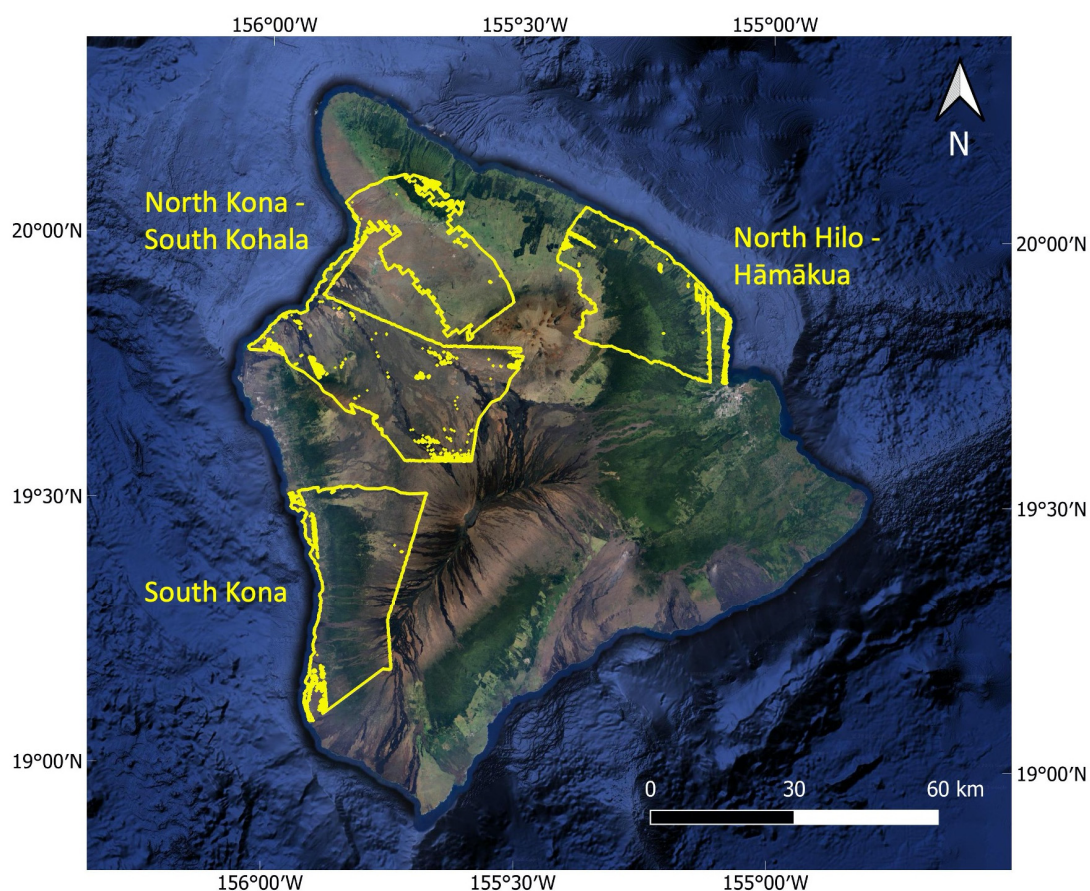 156°00′W 155°30′W 155°00′W
N
North Kona -
South Kohala
20°00′N
North Hilo -
Hāmākua
20°00′N
19°30′N
19°30′N
South Kona
19°00′N
0 30 60 km
19°00′N
156°00′W 155°30′W 155°00′W